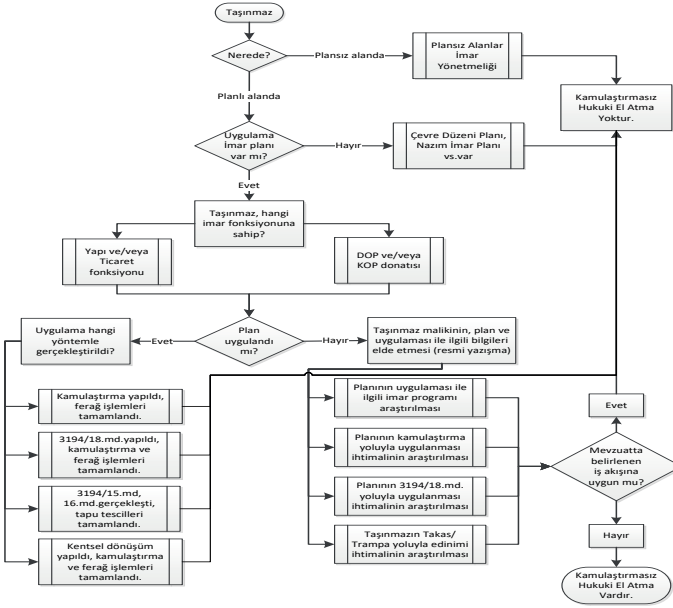 Taşınmaz
Nerede?
Plansız alanda
Plansız Alanlar
İmar
Yönetmeliği
Kamulaştırmasız
Hukuki El Atma
Yoktur.
Planlı alanda
Uygulama
İmar planı
var mı?
Hayır
Çevre Düzeni Planı,
Nazım İmar Planı
vs.var
Evet
Taşınmaz, hangi
imar fonksiyonuna
sahip?
Yapı ve/veya
Ticaret
fonksiyonu
DOP ve/veya
KOP donatısı
Uygulama hangi
yöntemle
gerçekleştirildi?
Evet
Plan
uygulandı
mı?
Hayır
Taşınmaz malikinin, plan ve
uygulaması ile ilgili bilgileri
elde etmesi (resmi yazışma)
Kamulaştırma yapıldı,
ferağ işlemleri
tamamlandı.
3194/18.md.yapıldı,
kamulaştırma ve
ferağ işlemleri
tamamlandı.
3194/15.md,
16.md.gerçekleşti,
tapu tescilleri
tamamlandı.
Kentsel dönüşüm
yapıldı, kamulaştırma
ve ferağ işlemleri
tamamlandı.
Planının uygulaması ile
ilgili imar programı
araştırılması
Planının kamulaştırma
yoluyla uygulanması
ihtimalinin araştırılması
Planının 3194/18.md.
yoluyla uygulanması
ihtimalinin araştırılması
Taşınmazın Takas/
Trampa yoluyla edinimi
ihtimalinin araştırılması
Evet
Mevzuatta
belirlenen
iş akışına
uygun mu?
Hayır
Kamulaştırmasız
Hukuki El Atma
Vardır.